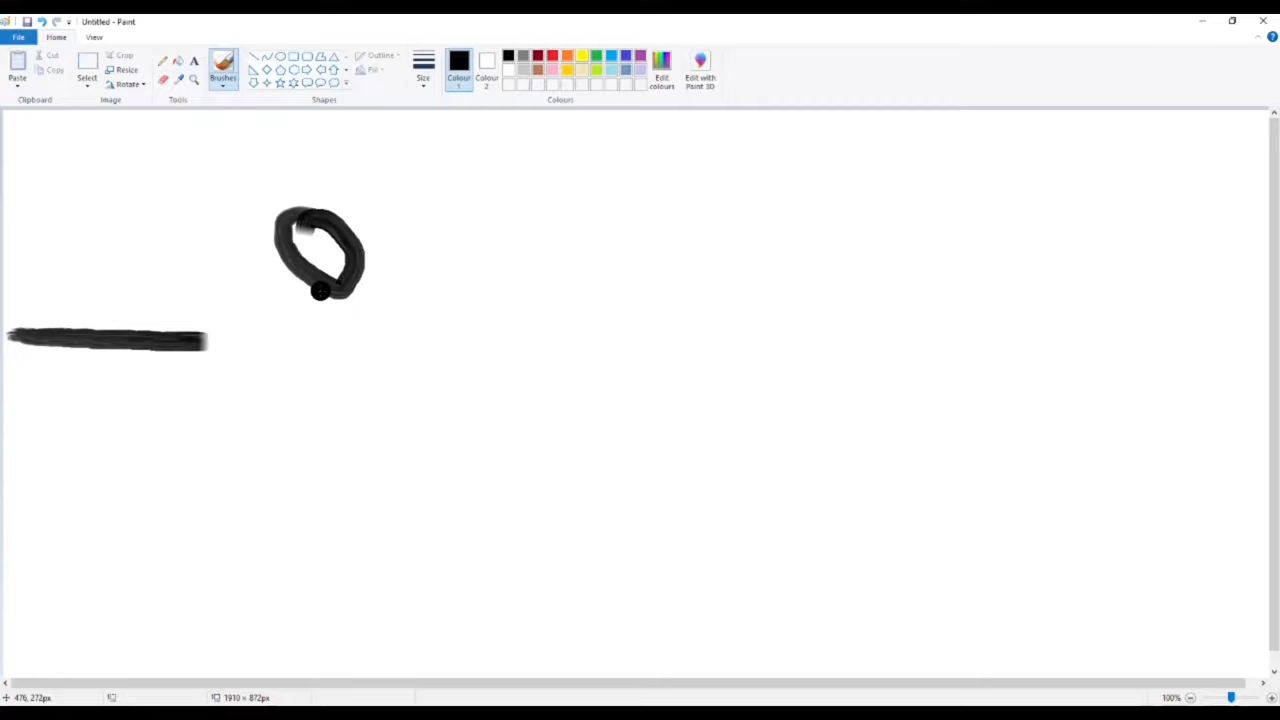 Untitled - Paint
File Home View
Paste
Cut
Copy
Clipboard
Select
Crop
Resize
Rotate
Image
Tools
Brushes
Shapes
Outline
Fill
Size
Colour 1
Colour 2
Edit colours
Edit with Paint 3D
Colours
476, 272px
1910 × 872px
100%